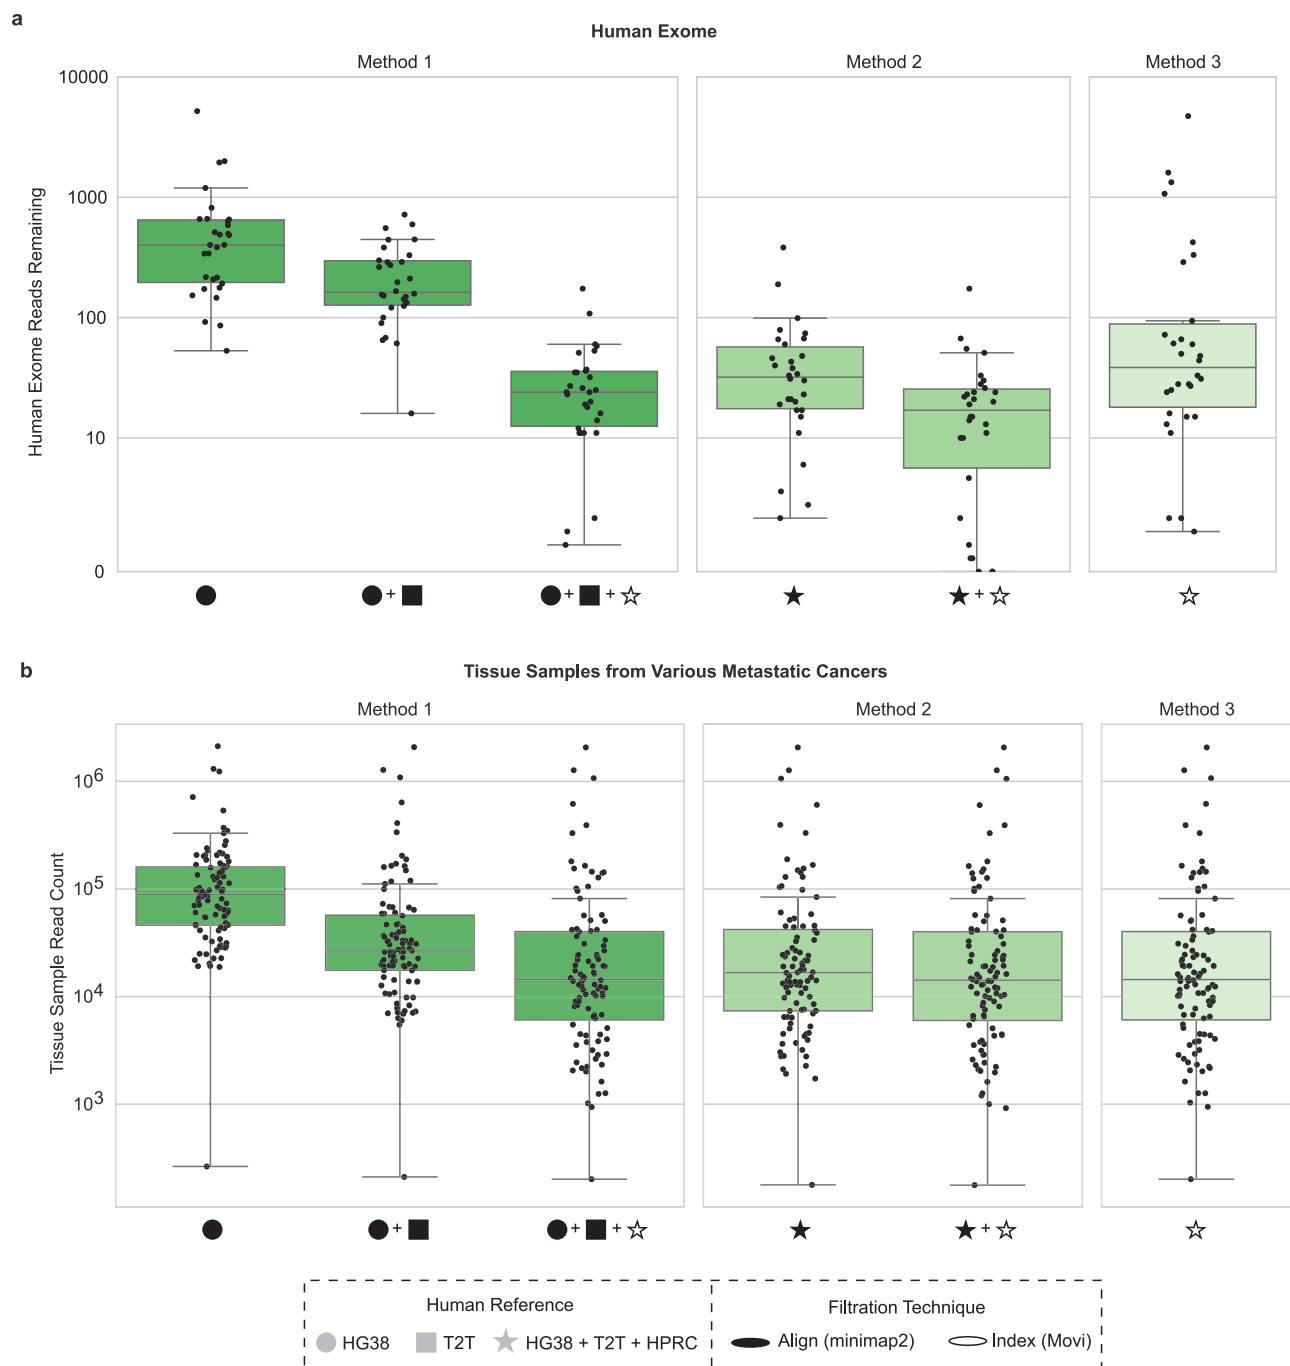 a
Human Exome
Method 1 Method 2 Method 3
Human Exome Reads Remaining
10000
1000
100
10
0
+ + + +
b
Tissue Samples from Various Metastatic Cancers
Method 1 Method 2 Method 3
Tissue Sample Read Count
10^6
10^5
10^4
10^3
+ + + +
Human Reference
HG38 T2T HG38 + T2T + HPRC
Filtration Technique
Align (minimap2) Index (Movi)